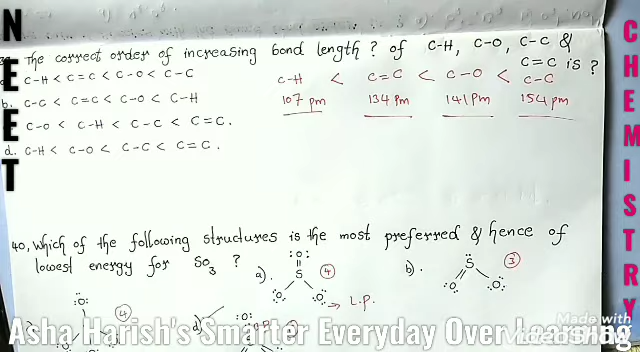 NEET
CHEMISTRY
The correct order of increasing bond length ? of C-H, C-O, C-C &
C=C is ?
C-H < C=C < C-O < C-C
b. C-C < C=C < C-O < C-H
C-O < C-H < C-C < C=C.
d. C-H < C-O < C-C < C=C.
C-H < C=C < C-O < C-C
107 pm 134 Pm 141 Pm 154 pm
40, Which of the following structures is the most preferred & hence of
lowest energy for SO3 ?
a). :O: S :O: :O: 4 → L.P.
b). S :O: :O: 3
:O: 4
d)
Made with
Asha Harish's Smarter Everyday Over Learning